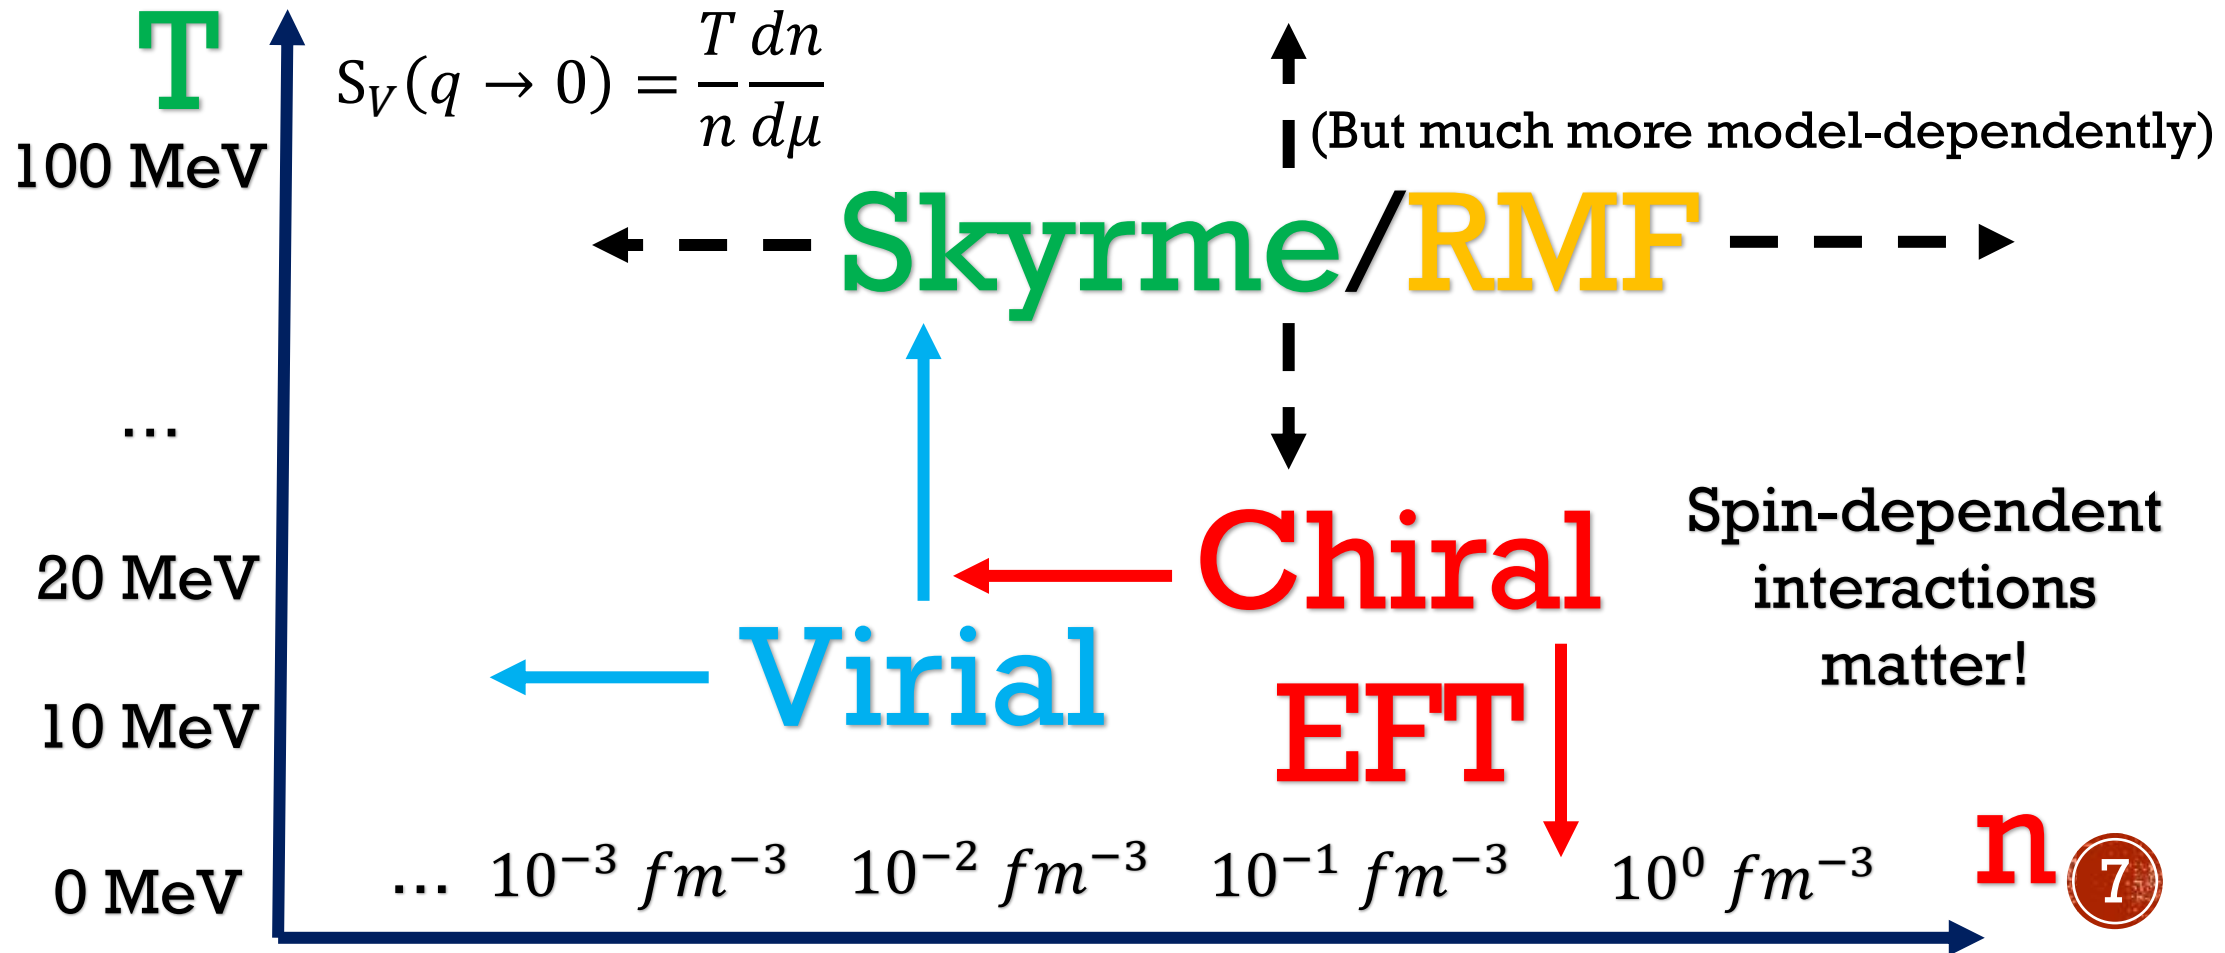 T
S_V(q → 0) = T/n dn/dμ
(But much more model-dependently)
100 MeV
Skyrme/RMF
...
Chiral
EFT
Spin-dependent
interactions
matter!
20 MeV
Virial
10 MeV
n
0 MeV
... 10⁻³ fm⁻³ 10⁻² fm⁻³ 10⁻¹ fm⁻³ 10⁰ fm⁻³
7